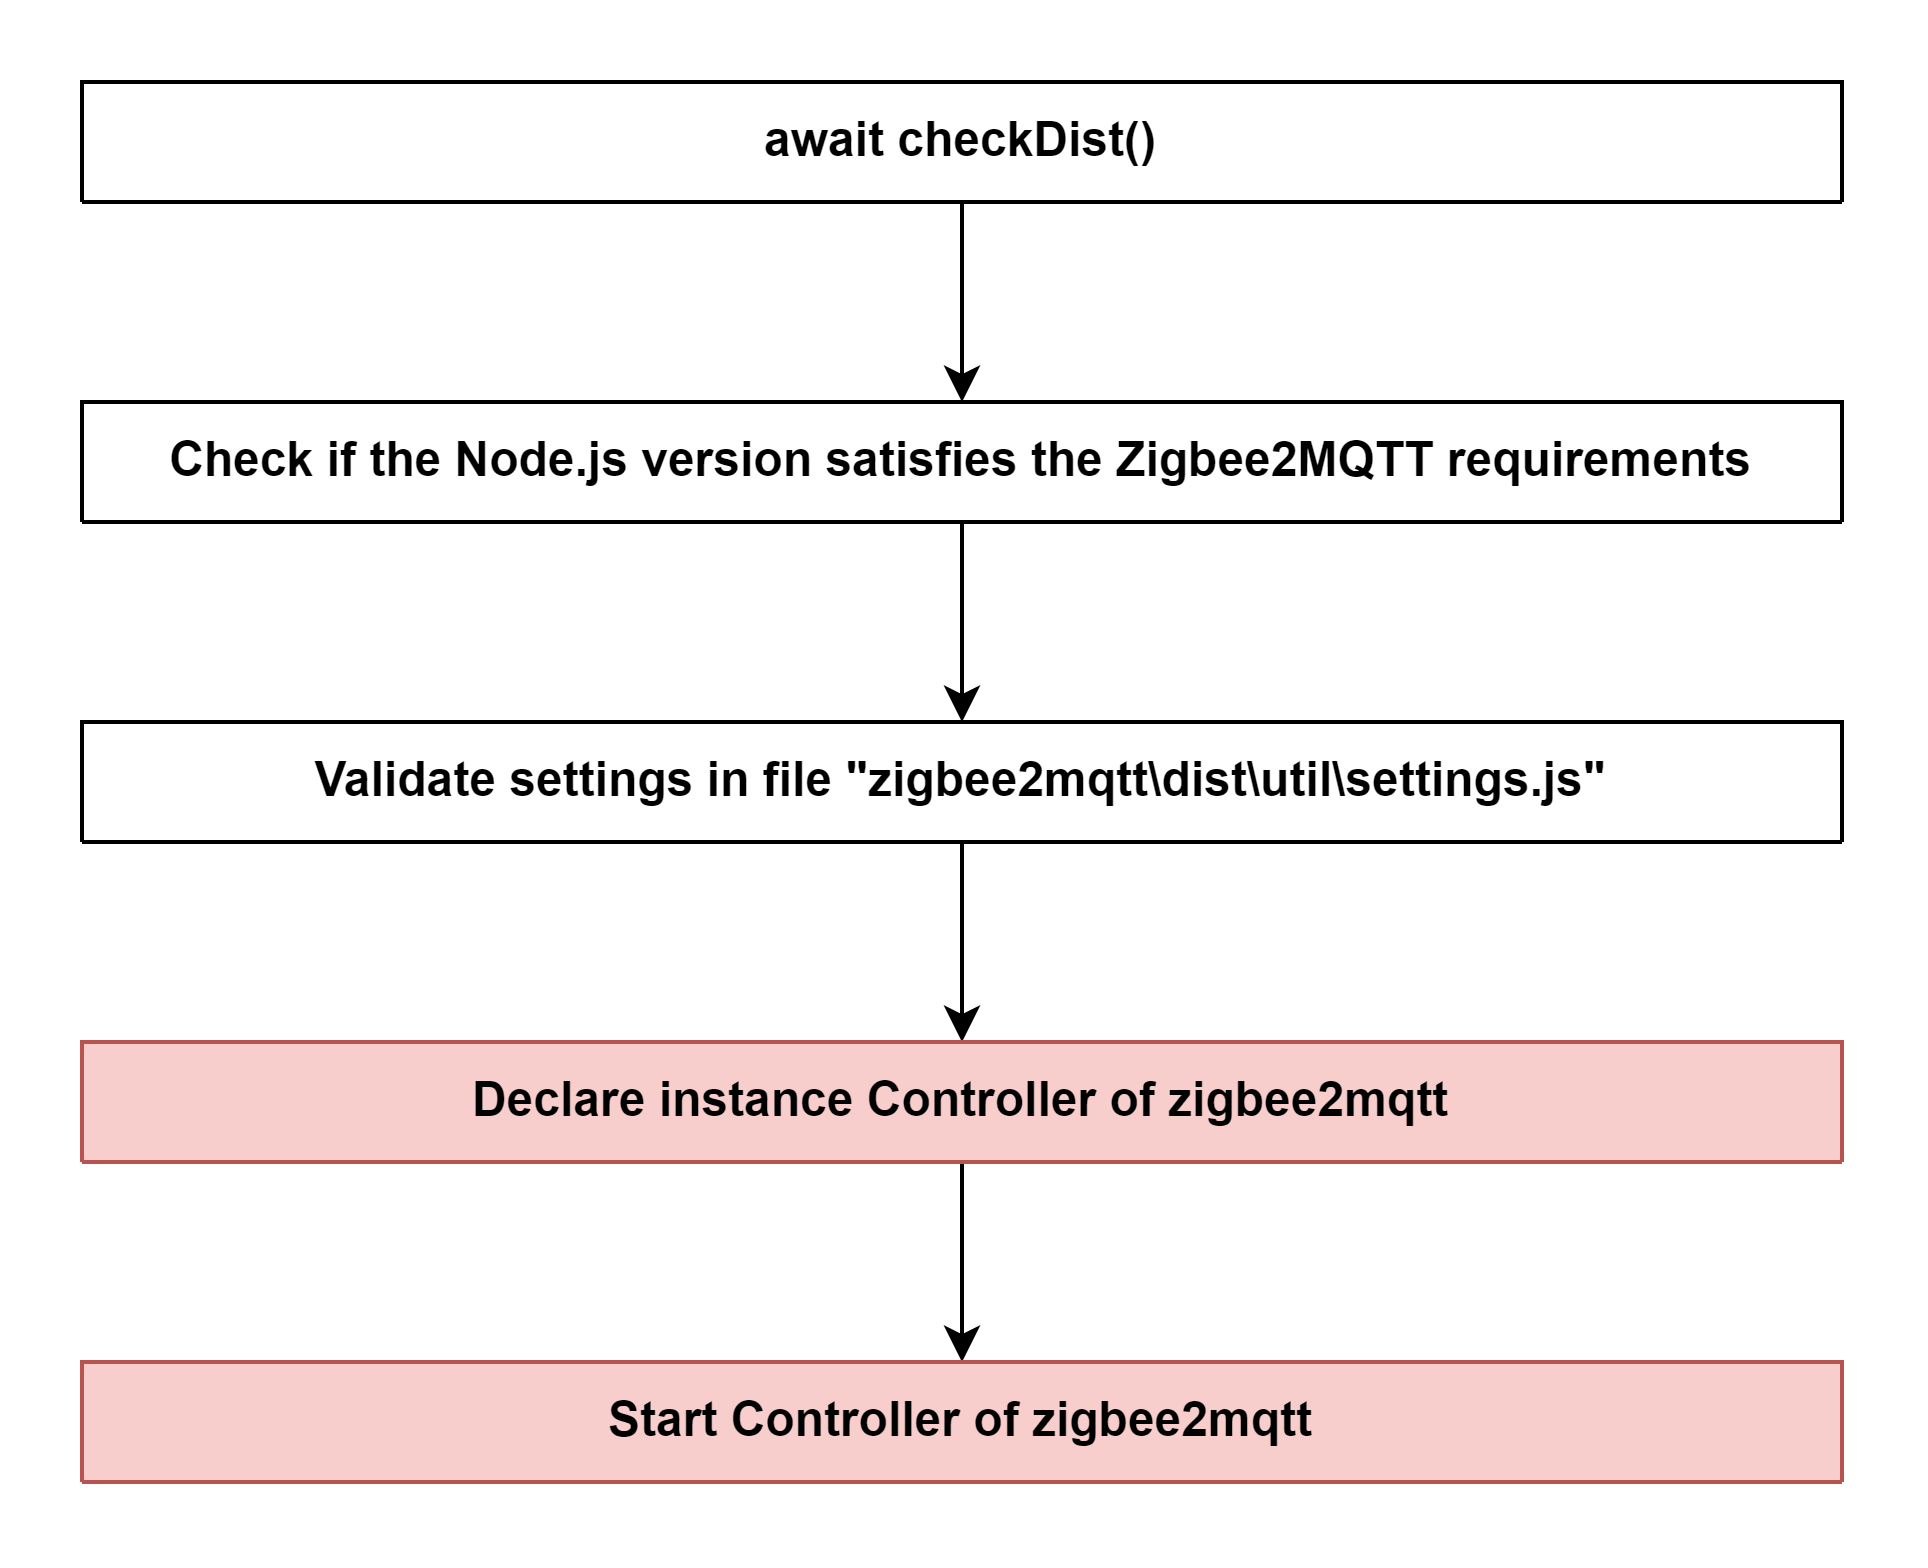 await checkDist()
Check if the Node.js version satisfies the Zigbee2MQTT requirements
Validate settings in file "zigbee2mqtt\dist\util\settings.js"
Declare instance Controller of zigbee2mqtt
Start Controller of zigbee2mqtt